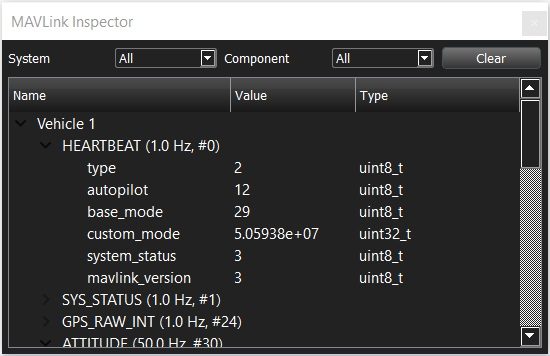 MAVLink Inspector
System All Component All Clear
Name Value Type
Vehicle 1
HEARTBEAT (1.0 Hz, #0)
type 2 uint8_t
autopilot 12 uint8_t
base_mode 29 uint8_t
custom_mode 5.05938e+07 uint32_t
system_status 3 uint8_t
mavlink_version 3 uint8_t
SYS_STATUS (1.0 Hz, #1)
GPS_RAW_INT (1.0 Hz, #24)
ATTITUDE (50.0 Hz, #30)